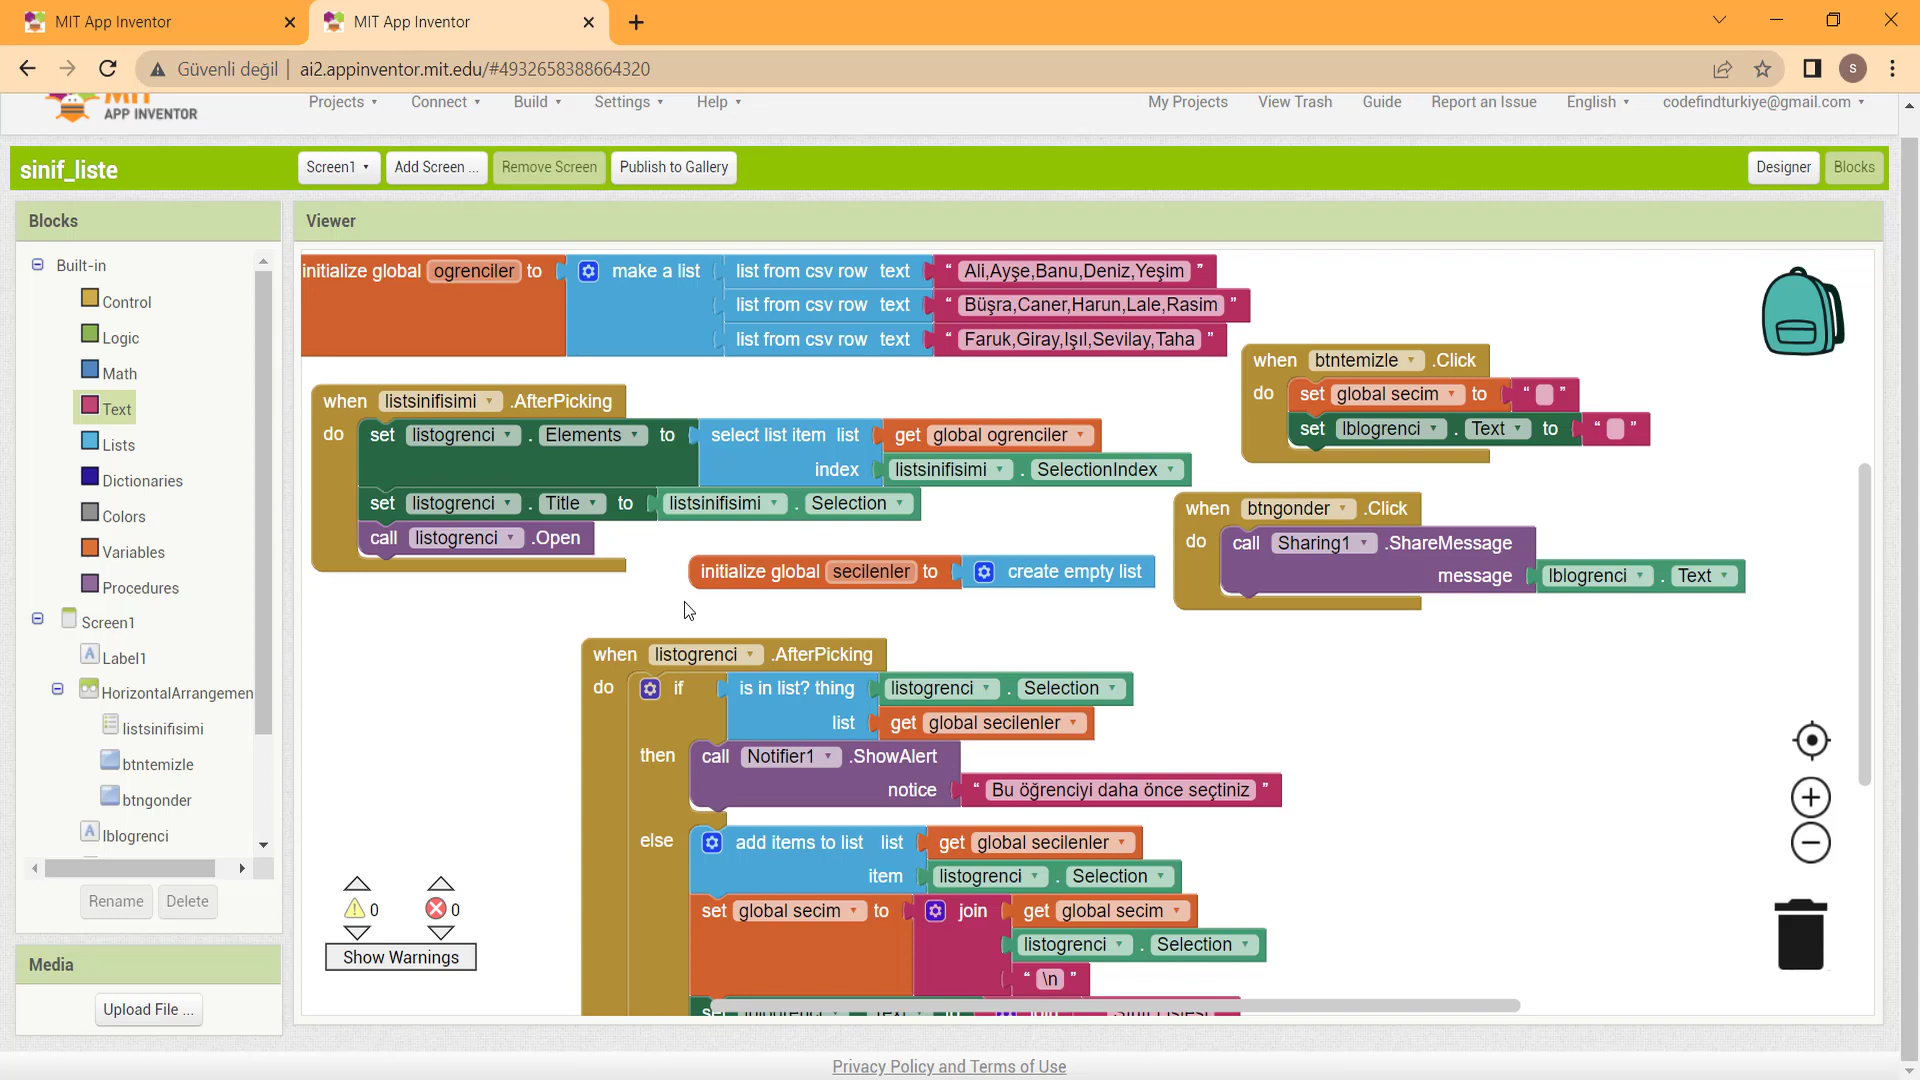 MIT App Inventor
MIT App Inventor
Güvenli değil
ai2.appinventor.mit.edu/#4932658388664320
s
MIT
APP INVENTOR
Projects
Connect
Build
Settings
Help
My Projects
View Trash
Guide
Report an Issue
English
codefindturkiye@gmail.com
sinif_liste
Screen1
Add Screen ...
Remove Screen
Publish to Gallery
Designer
Blocks
Blocks
Built-in
Control
Logic
Math
Text
Lists
Dictionaries
Colors
Variables
Procedures
Screen1
Label1
HorizontalArrangemen
listsinifisimi
btntemizle
btngonder
lblogrenci
Rename
Delete
Media
Upload File ...
Viewer
initialize global ogrenciler to make a list list from csv row text “ Ali,Ayşe,Banu,Deniz,Yeşim ”
list from csv row text “ Büşra,Caner,Harun,Lale,Rasim ”
list from csv row text “ Faruk,Giray,Işıl,Sevilay,Taha ”
when listsinifisimi .AfterPicking
do set listogrenci . Elements to select list item list get global ogrenciler
index listsinifisimi . SelectionIndex
set listogrenci . Title to listsinifisimi . Selection
call listogrenci .Open
when btntemizle .Click
do set global secim to “ ”
set lblogrenci . Text to “ ”
when btngonder .Click
do call Sharing1 .ShareMessage
message lblogrenci . Text
initialize global secilenler to create empty list
when listogrenci .AfterPicking
do if is in list? thing listogrenci . Selection
list get global secilenler
then call Notifier1 .ShowAlert
notice “ Bu öğrenciyi daha önce seçtiniz ”
else add items to list list get global secilenler
item listogrenci . Selection
set global secim to join get global secim
listogrenci . Selection
“ \n ”
0
0
Show Warnings
Privacy Policy and Terms of Use